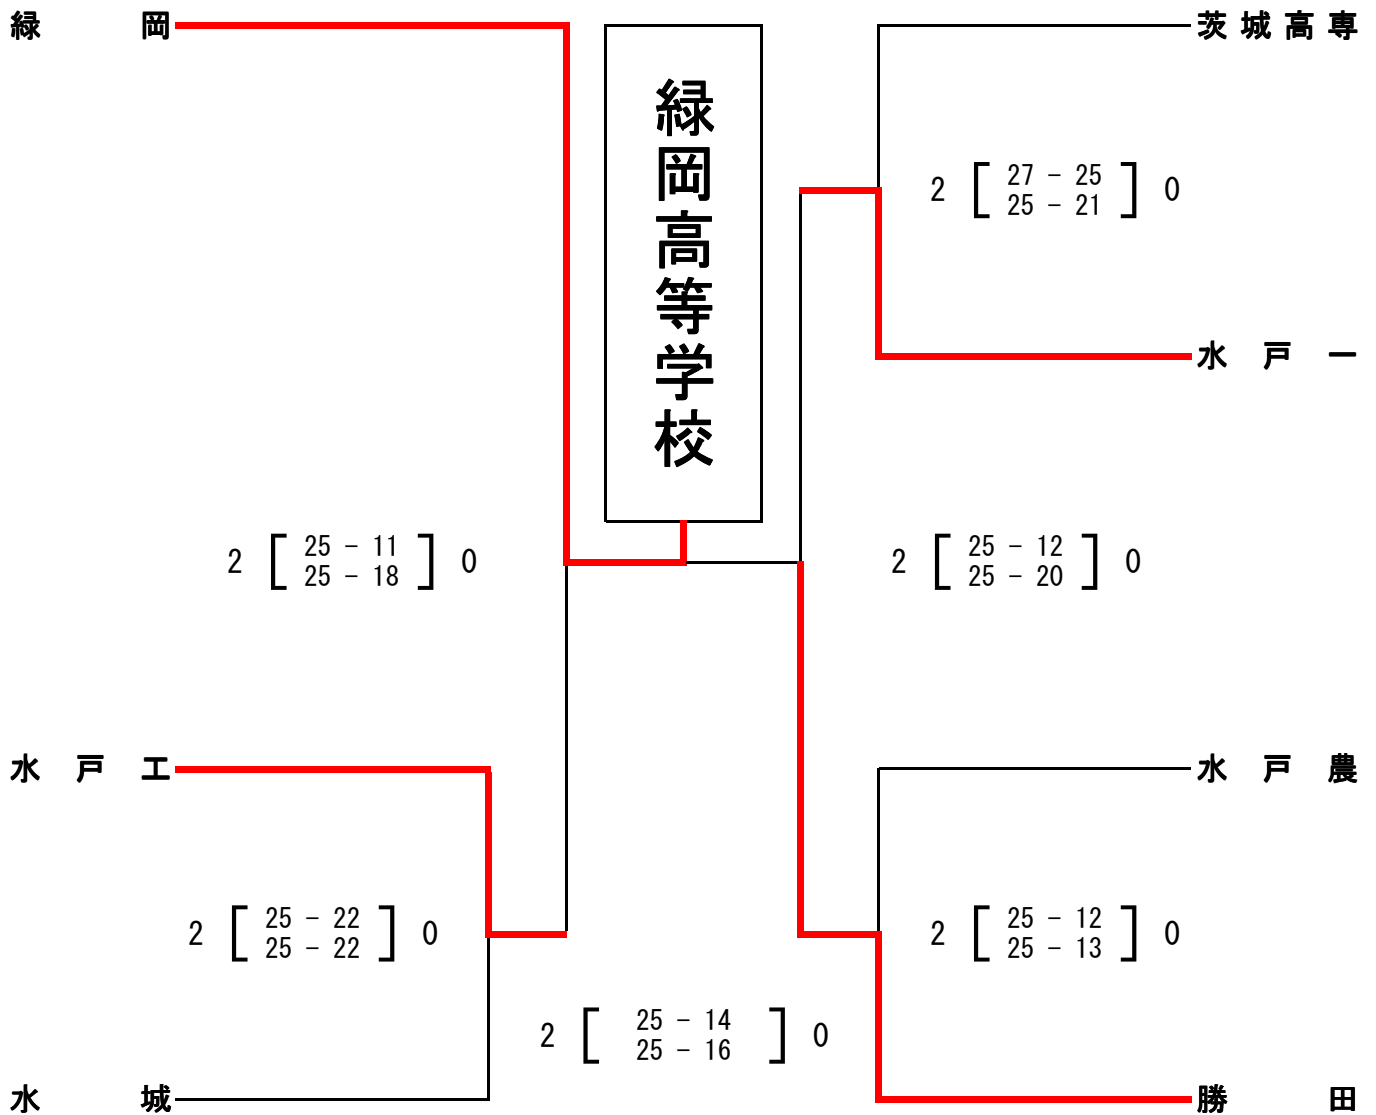 緑岡
茨城高専
緑岡高等学校
2 [ 27 - 25 ] 0
25 - 21
水戸一
2 [ 25 - 11 ] 0
25 - 18
2 [ 25 - 12 ] 0
25 - 20
水戸工
水戸農
2 [ 25 - 22 ] 0
25 - 22
2 [ 25 - 12 ] 0
25 - 13
2 [ 25 - 14 ] 0
25 - 16
水城
勝田